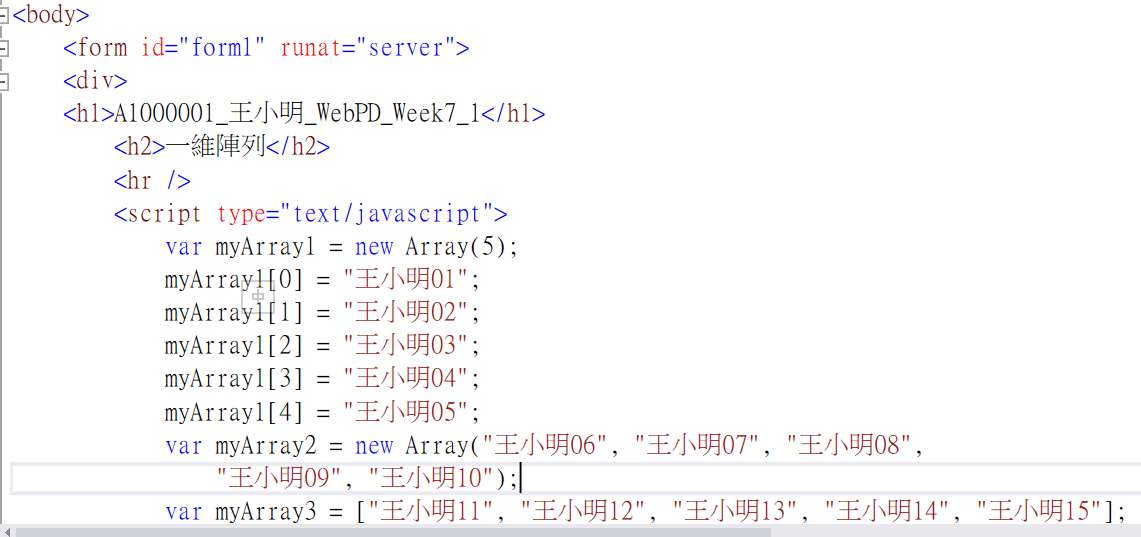 <body>
<form id="form1" runat="server">
<div>
<h1>A1000001_王小明_WebPD_Week7_1</h1>
<h2>一維陣列</h2>
<hr />
<script type="text/javascript">
var myArray1 = new Array(5);
myArray1[0] = "王小明01";
myArray1[1] = "王小明02";
myArray1[2] = "王小明03";
myArray1[3] = "王小明04";
myArray1[4] = "王小明05";
var myArray2 = new Array("王小明06", "王小明07", "王小明08",
"王小明09", "王小明10");
var myArray3 = ["王小明11", "王小明12", "王小明13", "王小明14", "王小明15"];